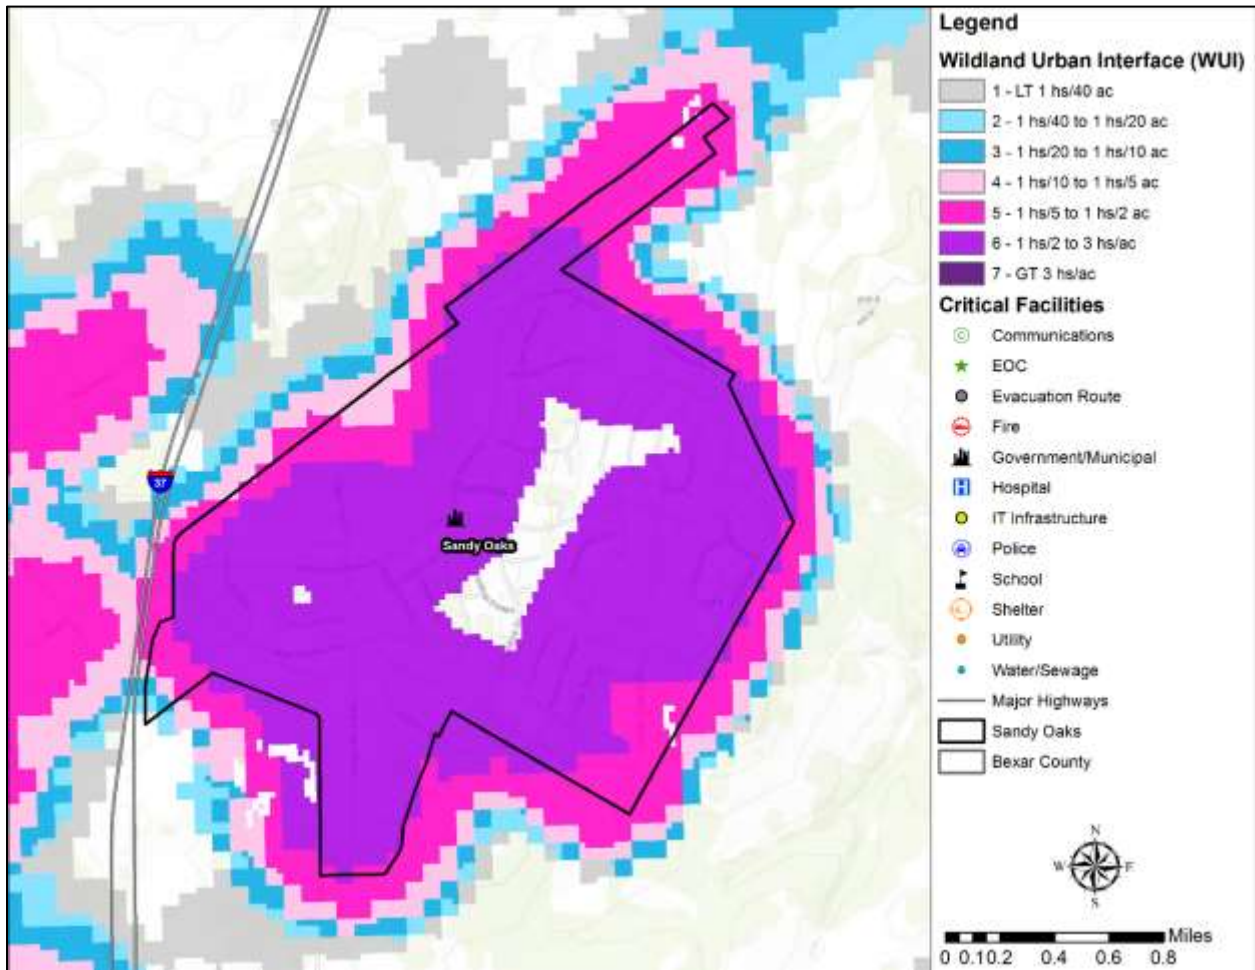 37
Sandy Oaks
Legend
Wildland Urban Interface (WUI)
1 - LT 1 hs/40 ac
2 - 1 hs/40 to 1 hs/20 ac
3 - 1 hs/20 to 1 hs/10 ac
4 - 1 hs/10 to 1 hs/5 ac
5 - 1 hs/5 to 1 hs/2 ac
6 - 1 hs/2 to 3 hs/ac
7 - GT 3 hs/ac
Critical Facilities
C Communications
EOC
Evacuation Route
Fire
Government/Municipal
H Hospital
IT Infrastructure
Police
School
Shelter
Utility
Water/Sewage
Major Highways
Sandy Oaks
Bexar County
N
W E
S
Miles
0 0.10.2 0.4 0.6 0.8